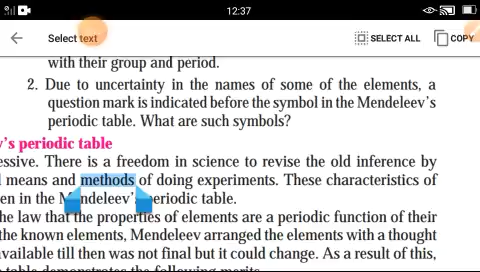 12:37
Select text
SELECT ALL
COPY
with their group and period.
2. Due to uncertainty in the names of some of the elements, a
question mark is indicated before the symbol in the Mendeleev's
periodic table. What are such symbols?
's periodic table
essive. There is a freedom in science to revise the old inference by
means and methods of doing experiments. These characteristics of
en in the Mendeleev's periodic table.
he law that the properties of elements are a periodic function of their
the known elements, Mendeleev arranged the elements with a thought
vailable till then was not final but it could change. As a result of this,
table demonstrates the following merits